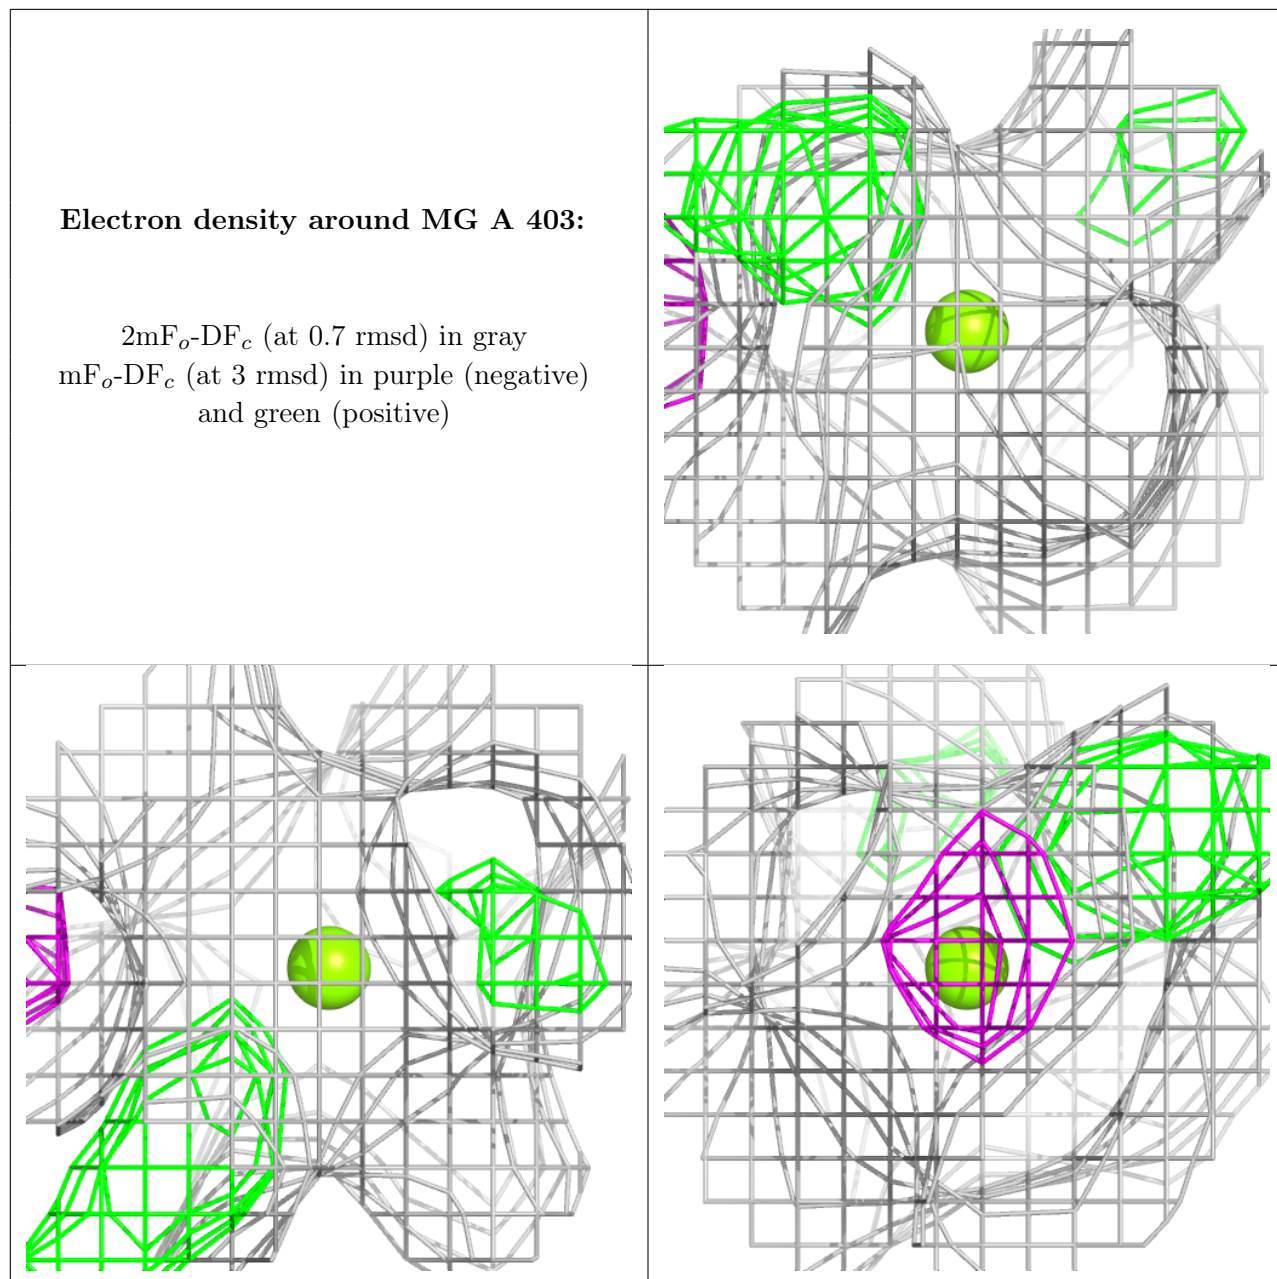 Electron density around MG A 403:
2mFo-DFc (at 0.7 rmsd) in gray
mFo-DFc (at 3 rmsd) in purple (negative)
and green (positive)